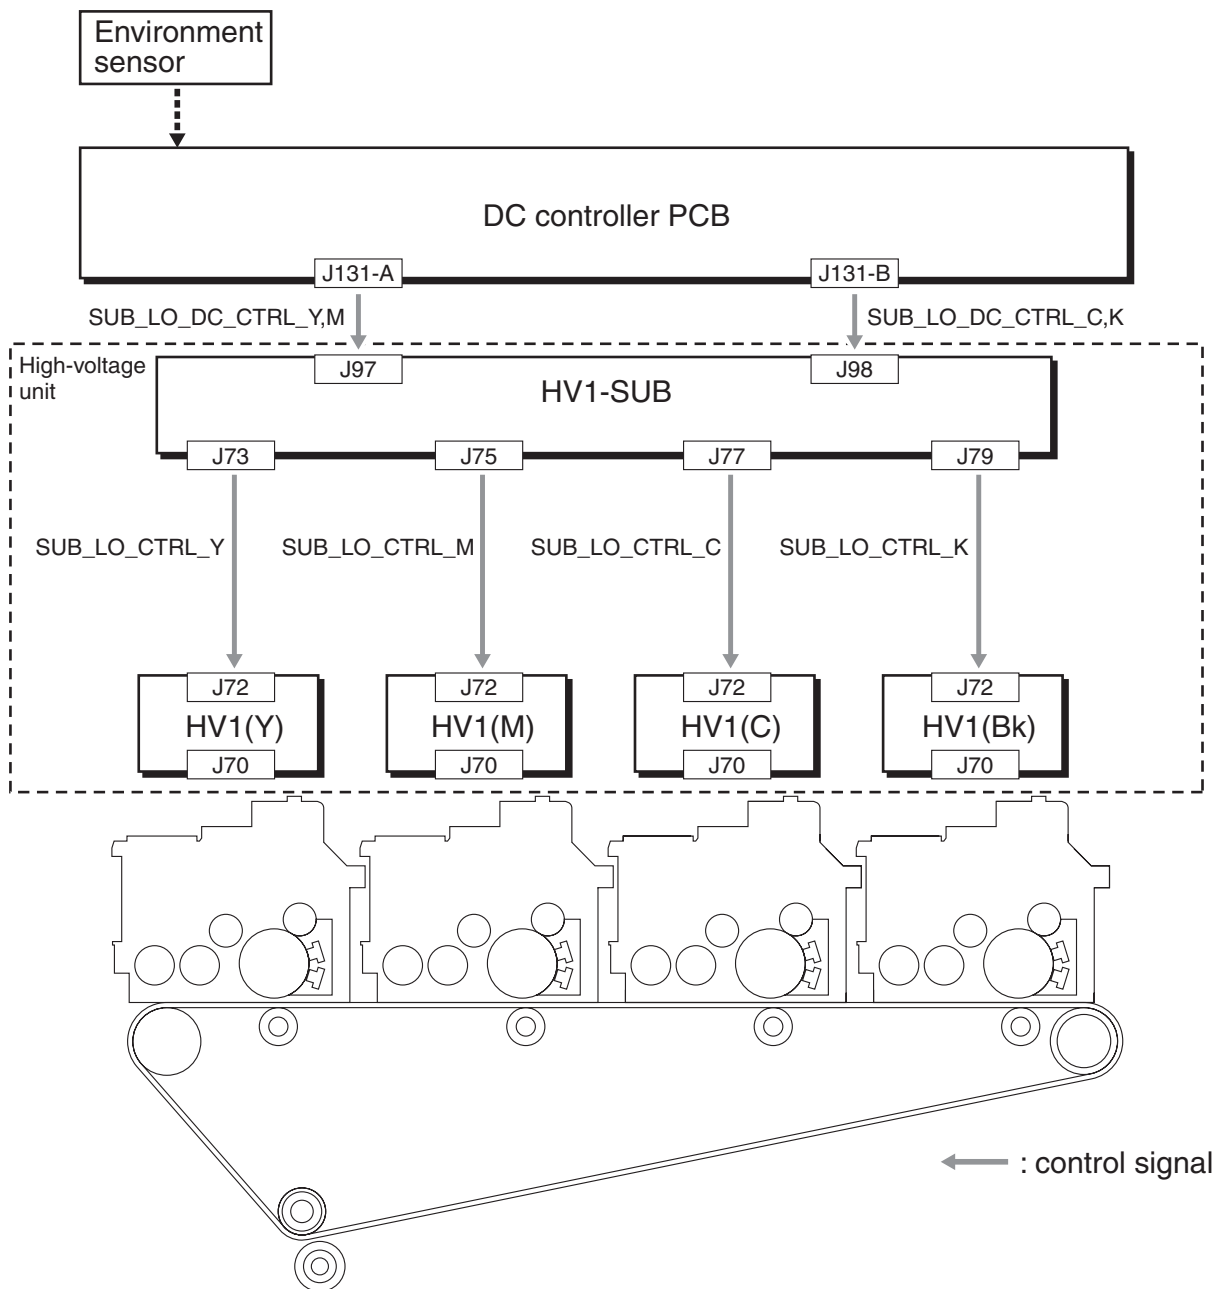 Environment
sensor
DC controller PCB
J131-A
J131-B
SUB_LO_DC_CTRL_Y,M
SUB_LO_DC_CTRL_C,K
High-voltage
unit
J97
J98
HV1-SUB
J73
J75
J77
J79
SUB_LO_CTRL_Y
SUB_LO_CTRL_M
SUB_LO_CTRL_C
SUB_LO_CTRL_K
J72
J72
J72
J72
HV1(Y)
HV1(M)
HV1(C)
HV1(Bk)
J70
J70
J70
J70
: control signal